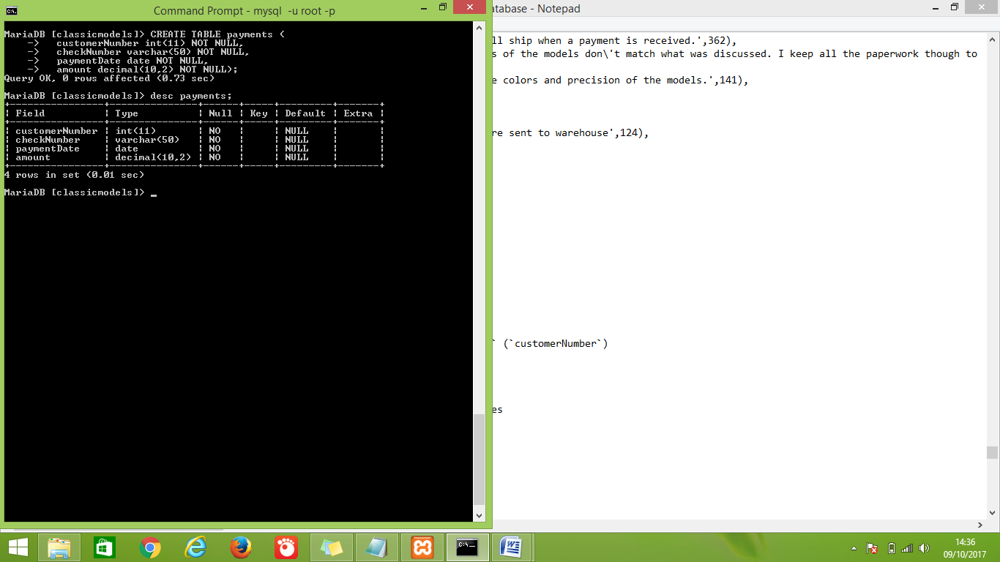 Command Prompt - mysql  -u root -p
MariaDB [classicmodels]> CREATE TABLE payments (
    ->   customerNumber int(11) NOT NULL,
    ->   checkNumber varchar(50) NOT NULL,
    ->   paymentDate date NOT NULL,
    ->   amount decimal(10,2) NOT NULL);
Query OK, 0 rows affected (0.73 sec)
MariaDB [classicmodels]> desc payments;
+----------------+---------------+------+-----+---------+-------+
| Field          | Type          | Null | Key | Default | Extra |
+----------------+---------------+------+-----+---------+-------+
| customerNumber | int(11)       | NO   |     | NULL    |       |
| checkNumber    | varchar(50)   | NO   |     | NULL    |       |
| paymentDate    | date          | NO   |     | NULL    |       |
| amount         | decimal(10,2) | NO   |     | NULL    |       |
+----------------+---------------+------+-----+---------+-------+
4 rows in set (0.01 sec)
MariaDB [classicmodels]> _
atabase - Notepad
ll ship when a payment is received.',362),
s of the models don\'t match what was discussed. I keep all the paperwork though to
e colors and precision of the models.',141),
re sent to warehouse',124),
` (`customerNumber`)
es
14:36
09/10/2017